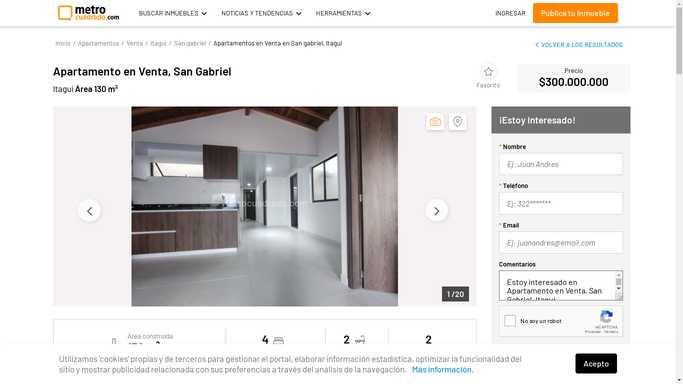 metro
cuadrado.com
BUSCAR INMUEBLES
NOTICIAS Y TENDENCIAS
HERRAMIENTAS
INGRESAR
Publica tu Inmueble
Inicio / Apartamentos / Venta / Itagui / San gabriel / Apartamentos en Venta en San gabriel, Itagui
VOLVER A LOS RESULTADOS
Apartamento en Venta, San Gabriel
Itagui Área 130 m²
Favorito
Precio
$300.000.000
1 / 20
¡Estoy Interesado!
* Nombre
Ej: Juan Andres
* Teléfono
Ej: 322*******
* Email
Ej: juanandres@email.com
Comentarios
Estoy interesado en
Apartamento en Venta, San
Gabriel, Itagui
No soy un robot
reCAPTCHA
Privacidad - Términos
Área construida
4
2
2
Utilizamos 'cookies' propias y de terceros para gestionar el portal, elaborar información estadística, optimizar la funcionalidad del
sitio y mostrar publicidad relacionada con sus preferencias a través del análisis de la navegación. Más información.
Acepto